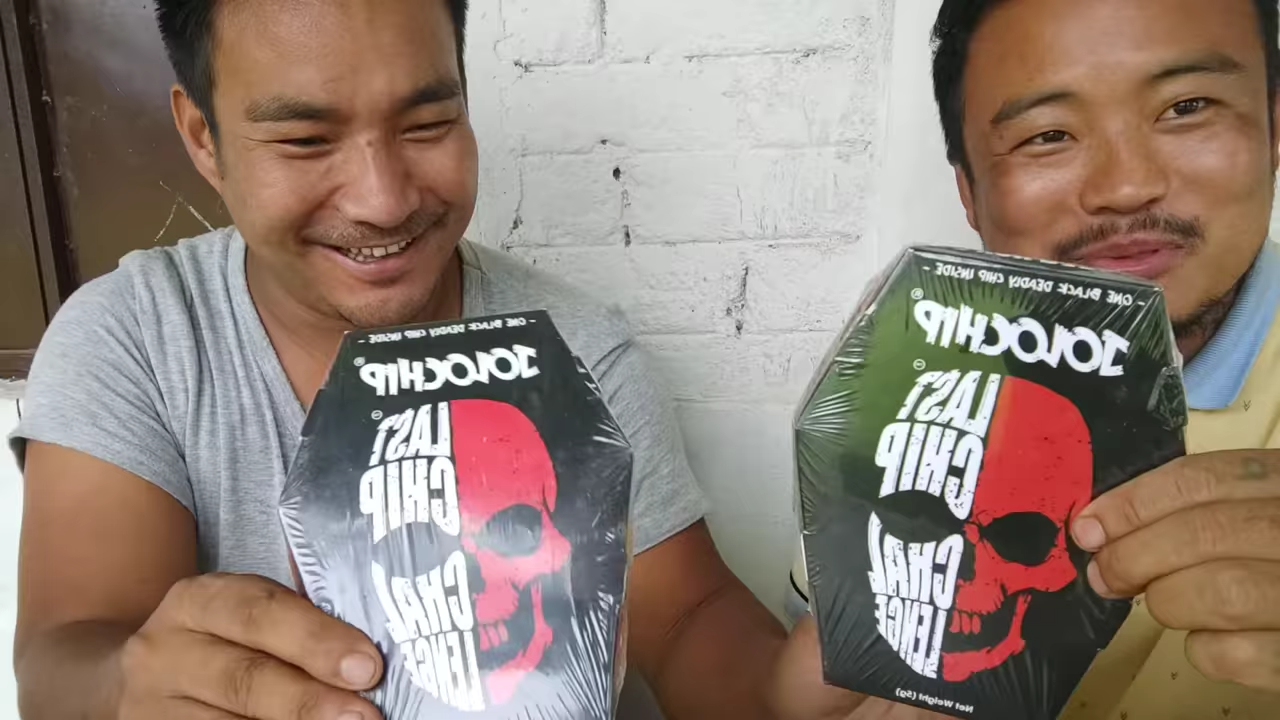 - ONE BLACK DEADLY CHIP INSIDE -
JOLOCHIP®
LAST
CHIP
CHAL
LENGE
- ONE BLACK DEADLY CHIP INSIDE -
JOLOCHIP®
LAST
CHIP
CHAL
LENGE
Net Weight (5g)